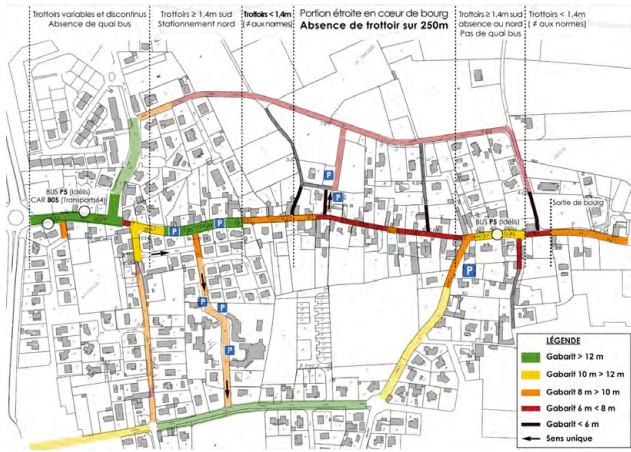 Trottoirs variables et discontinus
Absence de quai bus
Trottoirs ≥ 1,4m sud
Stationnement nord
Trottoirs < 1,4m
(≠ aux normes)
Portion étroite en cœur de bourg
Absence de trottoir sur 250m
Trottoirs ≥ 1,4m sud
absence au nord
Pas de quai bus
Trottoirs < 1,4m
(≠ aux normes)
P
P
BUS P5 (Idelis)
CAR 805 (Transports64)
P
P
BUS P5 (Idelis)
Sortie de bourg
P
P
P
P
LÉGENDE
Gabarit > 12 m
Gabarit 10 m > 12 m
Gabarit 8 m > 10 m
Gabarit 6 m < 8 m
Gabarit < 6 m
Sens unique